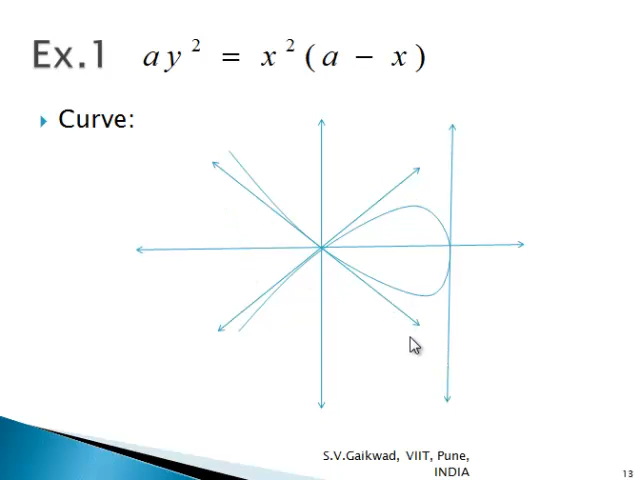 Ex.1 ay² = x²(a − x)
Curve:
S.V.Gaikwad, VIIT, Pune,
INDIA
13